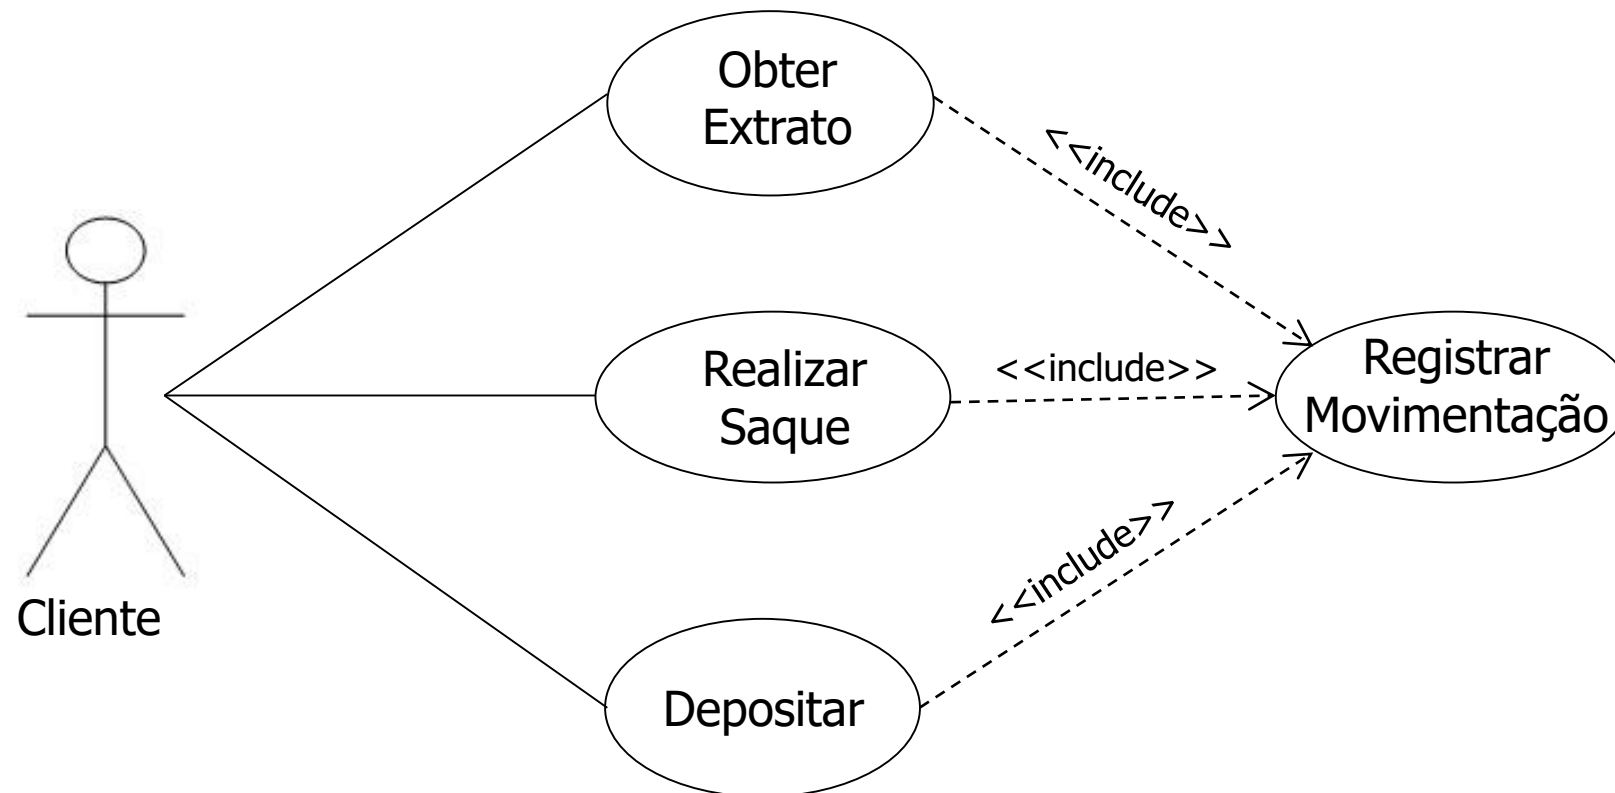 Obter
Extrato
<<include>>
Realizar
Saque
<<include>>
Registrar
Movimentação
<<include>>
Cliente
Depositar